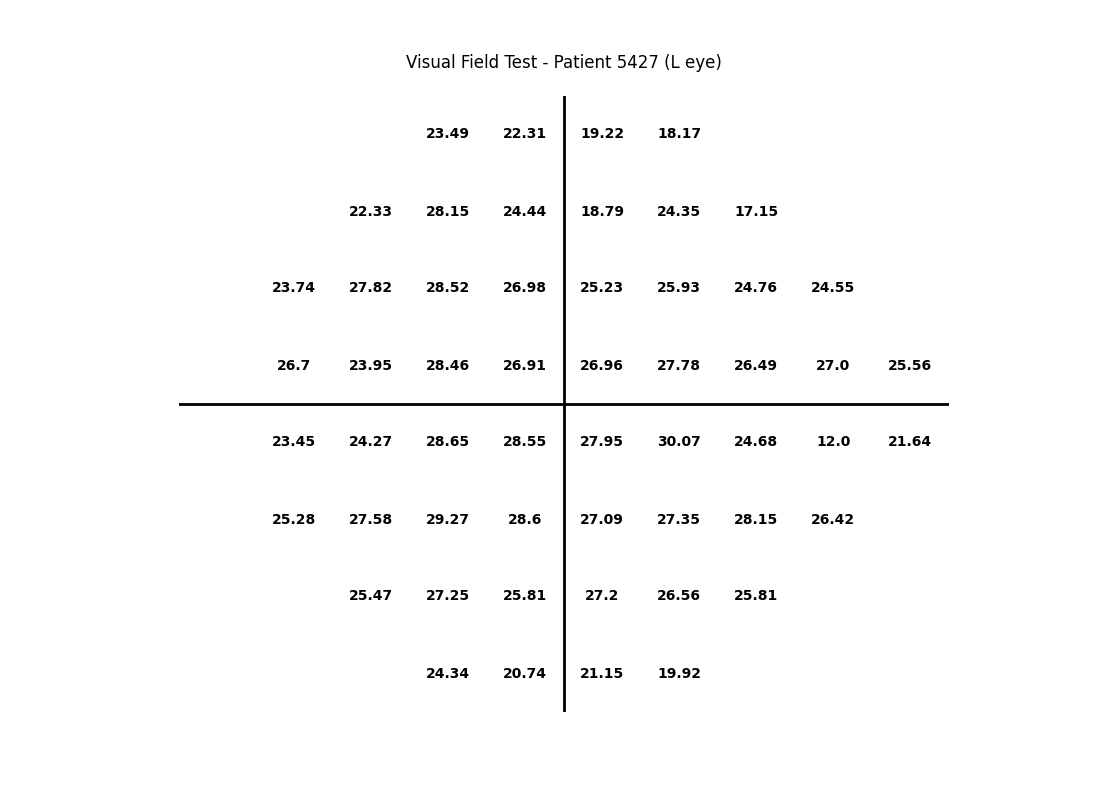 Visual Field Test - Patient 5427 (L eye)
23.49 22.31 19.22 18.17
22.33 28.15 24.44 18.79 24.35 17.15
23.74 27.82 28.52 26.98 25.23 25.93 24.76 24.55
26.7 23.95 28.46 26.91 26.96 27.78 26.49 27.0 25.56
23.45 24.27 28.65 28.55 27.95 30.07 24.68 12.0 21.64
25.28 27.58 29.27 28.6 27.09 27.35 28.15 26.42
25.47 27.25 25.81 27.2 26.56 25.81
24.34 20.74 21.15 19.92